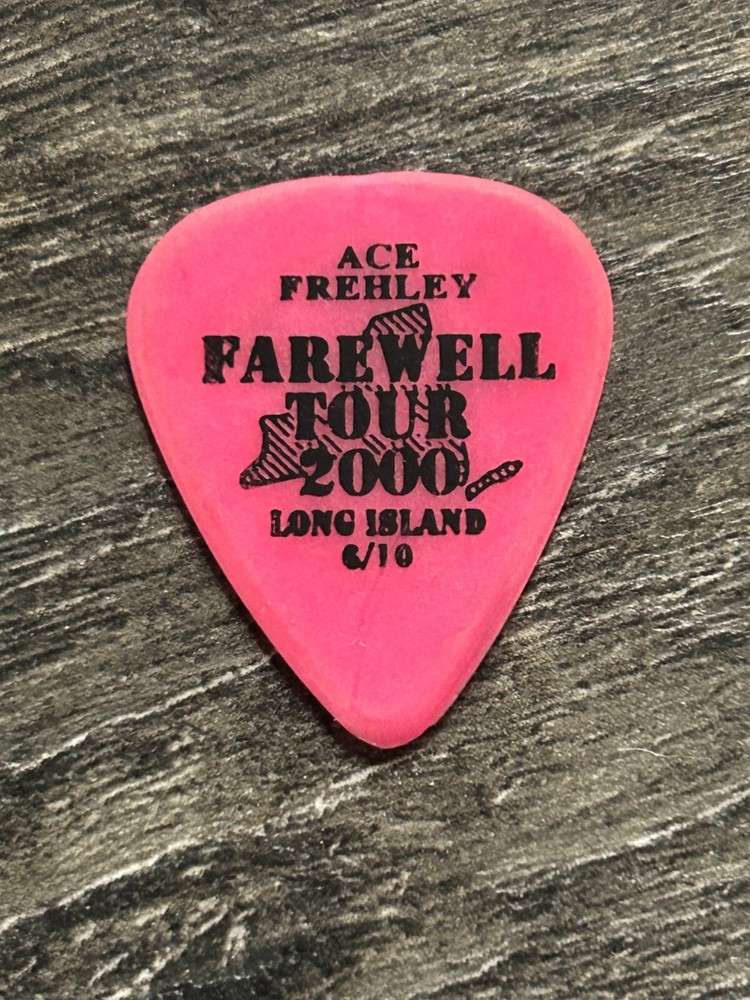 ACE
FREHLEY
FAREWELL
TOUR
2000
LONG ISLAND
6/10